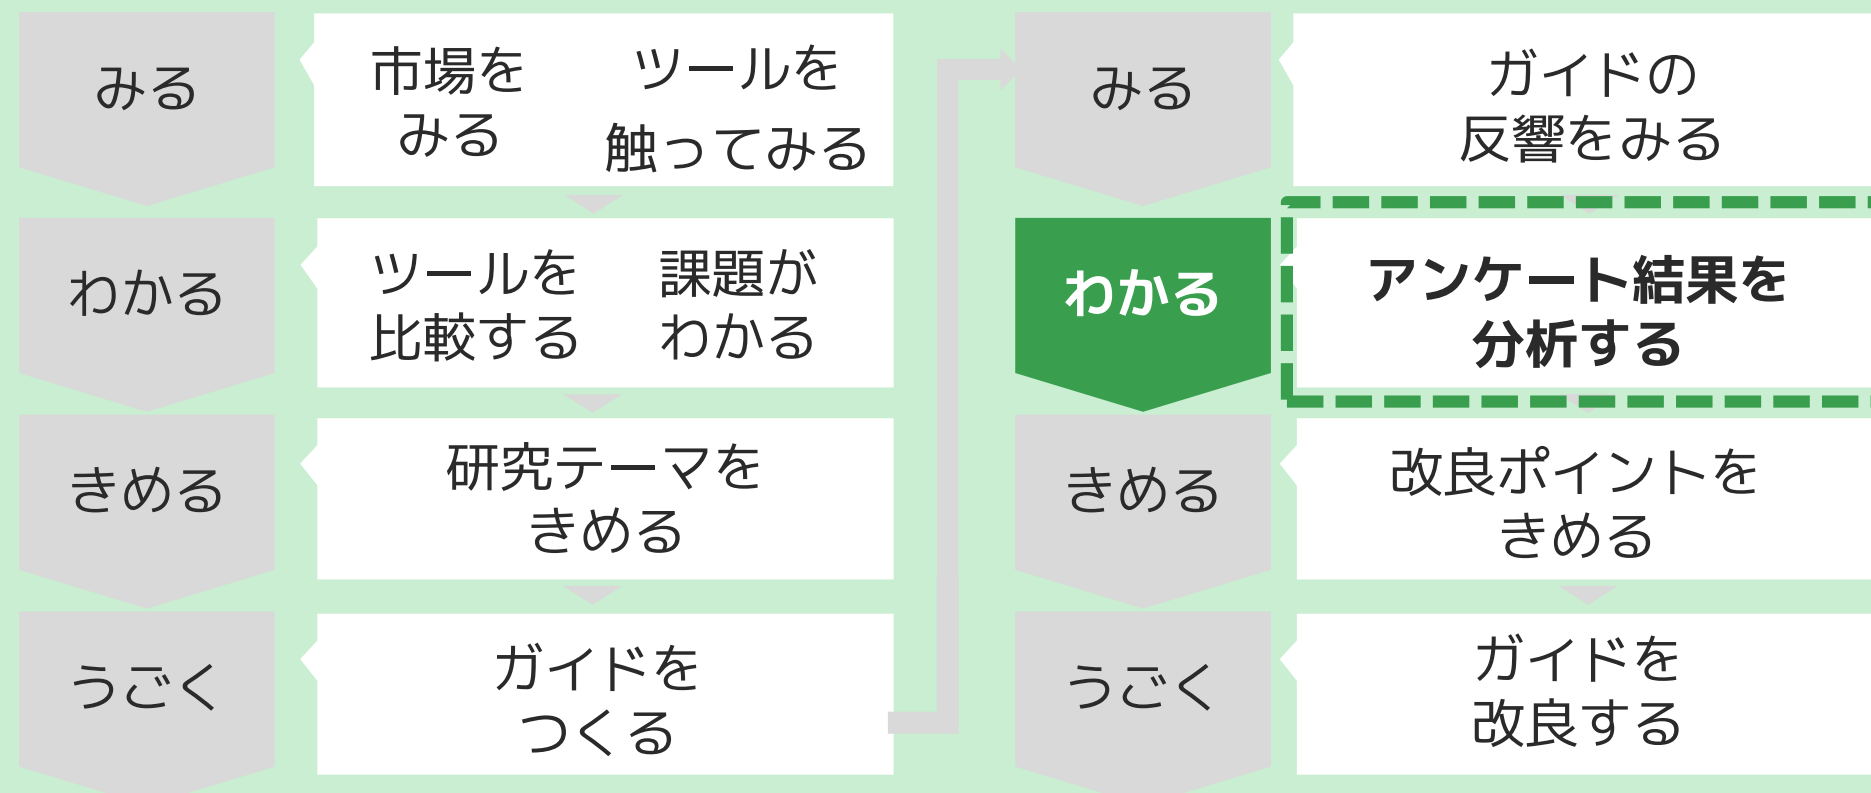 みる
市場を
みる
ツールを
触ってみる
わかる
ツールを
比較する
課題が
わかる
きめる
研究テーマを
きめる
うごく
ガイドを
つくる
みる
ガイドの
反響をみる
わかる
アンケート結果を
分析する
きめる
改良ポイントを
きめる
うごく
ガイドを
改良する